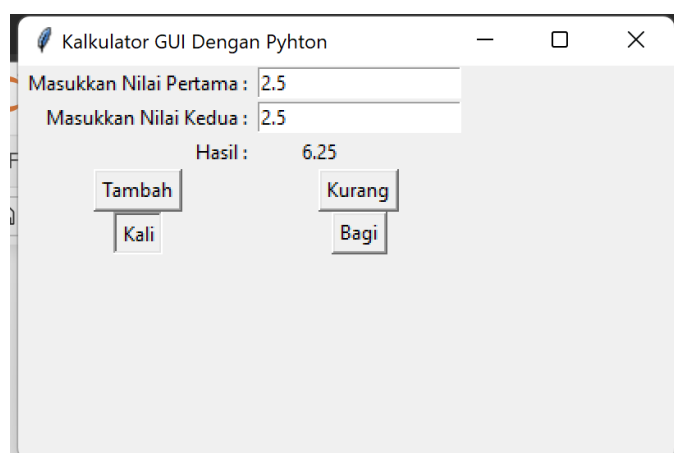 Kalkulator GUI Dengan Pyhton
Masukkan Nilai Pertama : 2.5
Masukkan Nilai Kedua : 2.5
Hasil : 6.25
Tambah Kurang
Kali Bagi